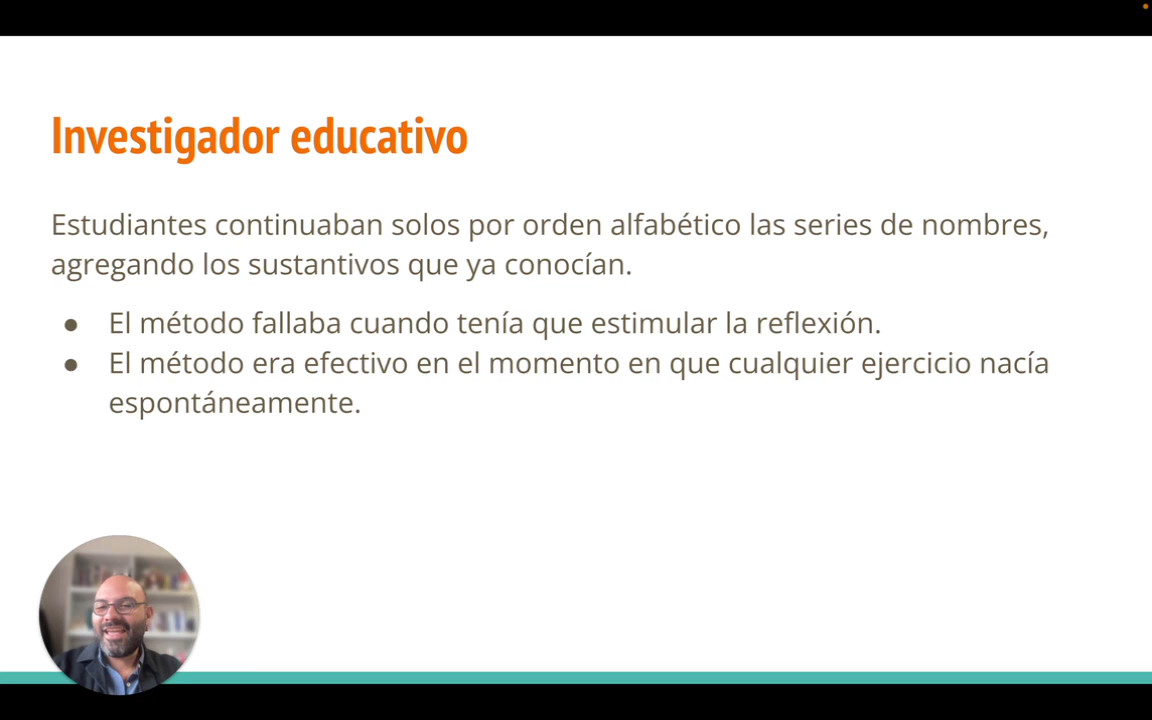 Investigador educativo
Estudiantes continuaban solos por orden alfabético las series de nombres,
agregando los sustantivos que ya conocían.
● El método fallaba cuando tenía que estimular la reflexión.
● El método era efectivo en el momento en que cualquier ejercicio nacía
espontáneamente.